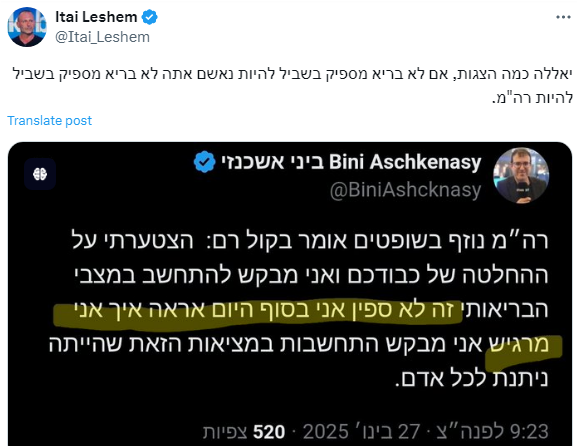 Itai Leshem
@Itai_Leshem
יאללה כמה הצגות, אם לא בריא מספיק בשביל להיות נאשם אתה לא בריא מספיק בשביל
להיות רה"מ.
Translate post
ביני אשכנזי Bini Aschkenasy
@BiniAshcknasy
רה״מ נוזף בשופטים אומר בקול רם: הצטערתי על
ההחלטה של כבודכם ואני מבקש להתחשב במצבי
הבריאותי זה לא ספין אני בסוף היום אראה איך אני
מרגיש אני מבקש התחשבות במציאות הזאת שהייתה
ניתנת לכל אדם.
9:23 לפנה״צ · 27 בינו׳ 2025 · 520 צפיות